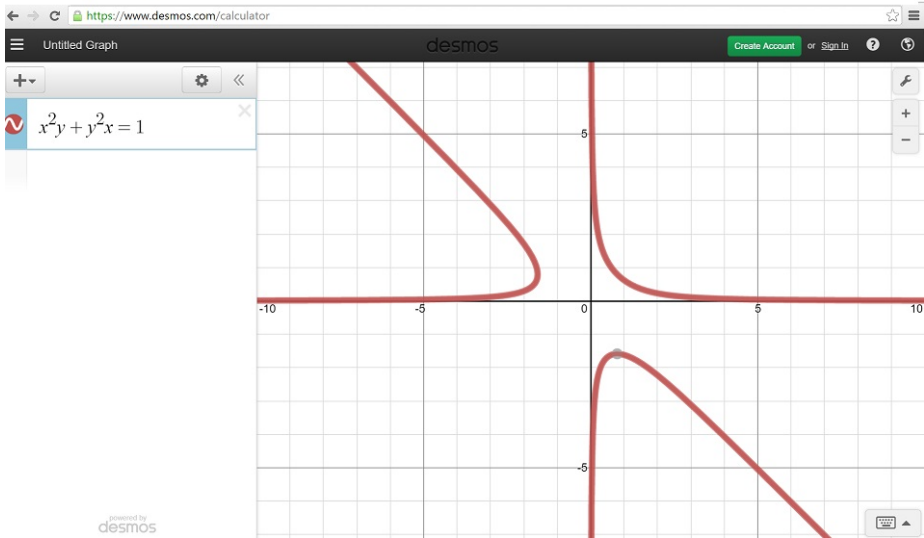 https://www.desmos.com/calculator
Untitled Graph
desmos
Create Account or Sign In ?
x²y + y²x = 1
5
-10 -5 0 5 10
-5
powered by
desmos